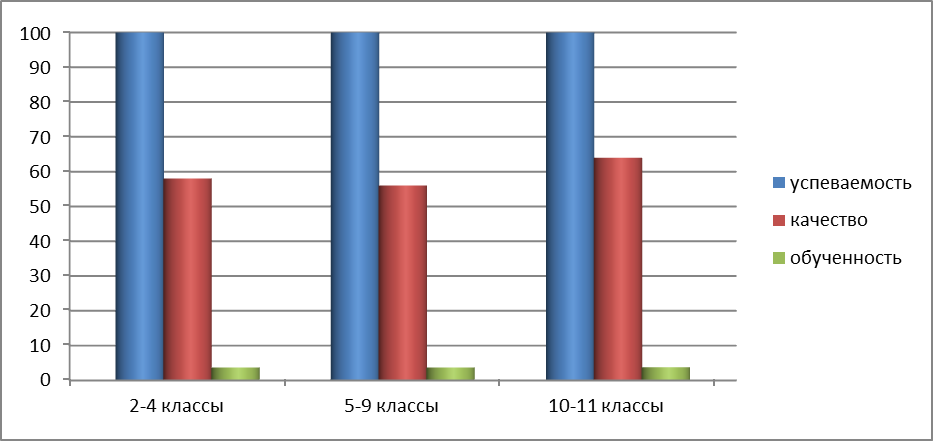 100
90
80
70
60
50
40
30
20
10
0
2-4 классы
5-9 классы
10-11 классы
успеваемость
качество
обученность